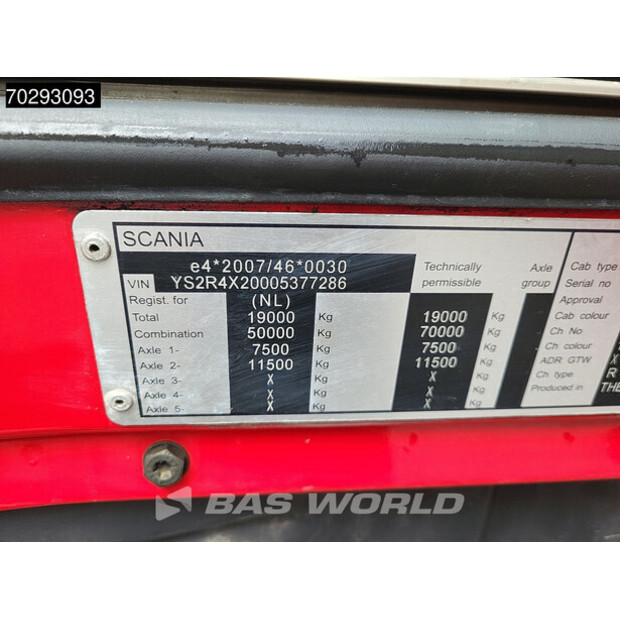 70293093
SCANIA
e4*2007/46*0030
VIN YS2R4X20005377286
Technically permissible
Axle group
Cab type
Serial no
Approval
Cab colour
Ch No
Ch colour
ADR GTW X
Ch type R
Produced in THE
Regist. for (NL)
Total 19000 Kg 19000 Kg
Combination 50000 Kg 70000 Kg
Axle 1- 7500 Kg 7500 Kg
Axle 2- 11500 Kg 11500 Kg
Axle 3- X Kg X Kg
Axle 4- X Kg X Kg
Axle 5- X Kg X Kg
BAS WORLD